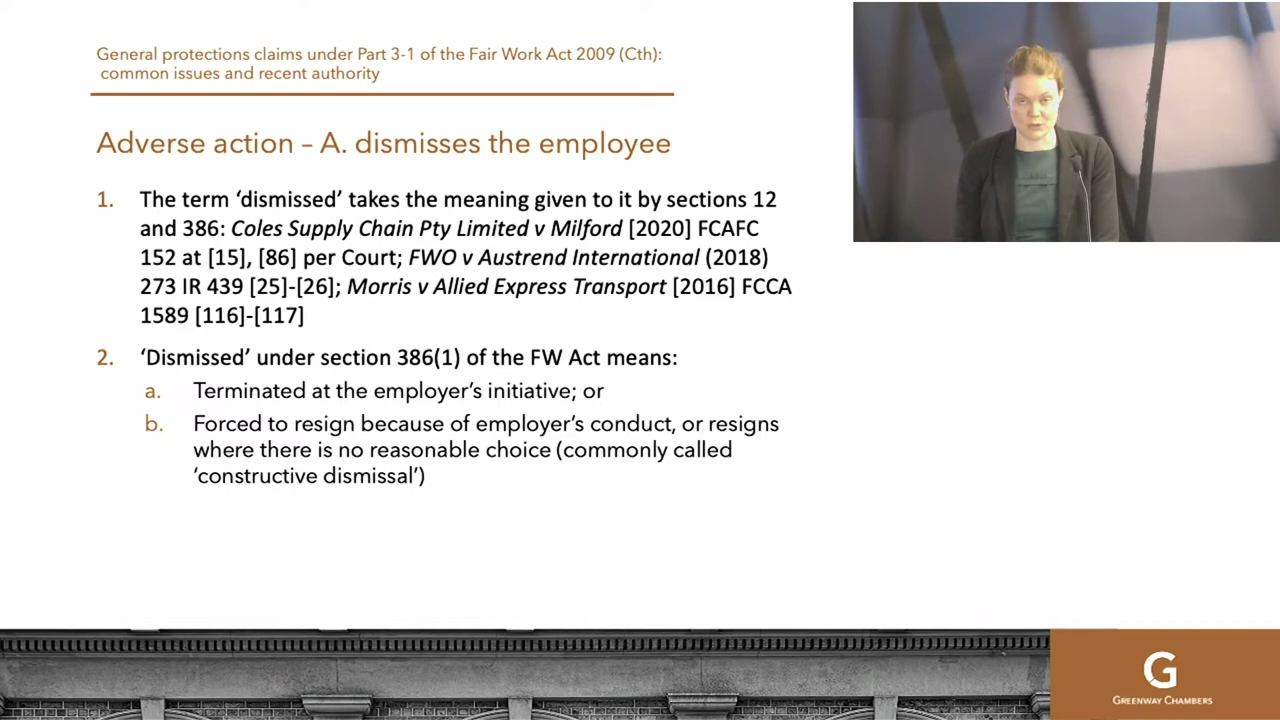 General protections claims under Part 3-1 of the Fair Work Act 2009 (Cth):
common issues and recent authority
Adverse action – A. dismisses the employee
1. The term ‘dismissed’ takes the meaning given to it by sections 12
and 386: Coles Supply Chain Pty Limited v Milford [2020] FCAFC
152 at [15], [86] per Court; FWO v Austrend International (2018)
273 IR 439 [25]-[26]; Morris v Allied Express Transport [2016] FCCA
1589 [116]-[117]
2. ‘Dismissed’ under section 386(1) of the FW Act means:
a. Terminated at the employer’s initiative; or
b. Forced to resign because of employer’s conduct, or resigns
where there is no reasonable choice (commonly called
‘constructive dismissal’)
G
GREENWAY CHAMBERS